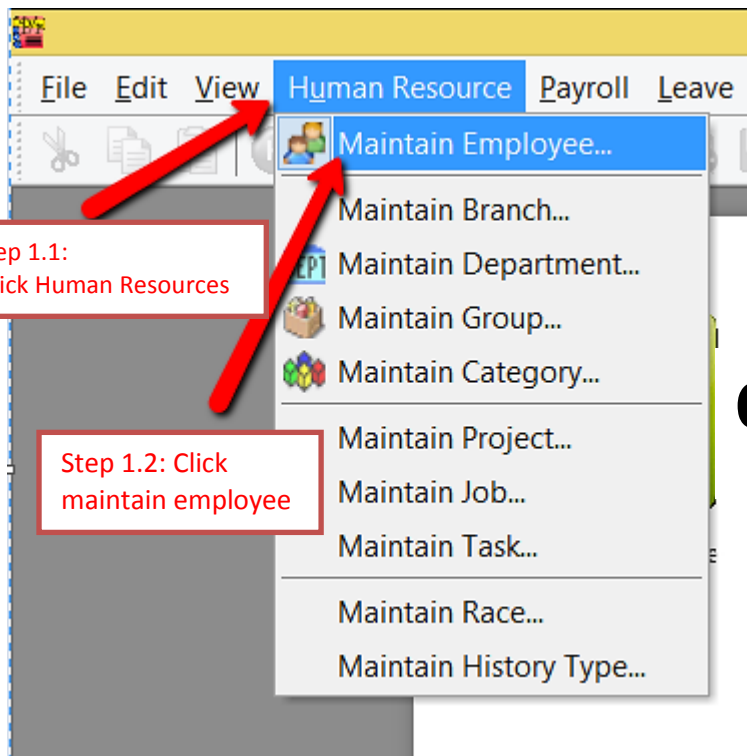 File Edit View Human Resource Payroll Leave
Maintain Employee...
Maintain Branch...
ep 1.1:
ick Human Resources
EPT Maintain Department...
Maintain Group...
Maintain Category...
Maintain Project...
Step 1.2: Click
maintain employee
Maintain Job...
Maintain Task...
Maintain Race...
Maintain History Type...